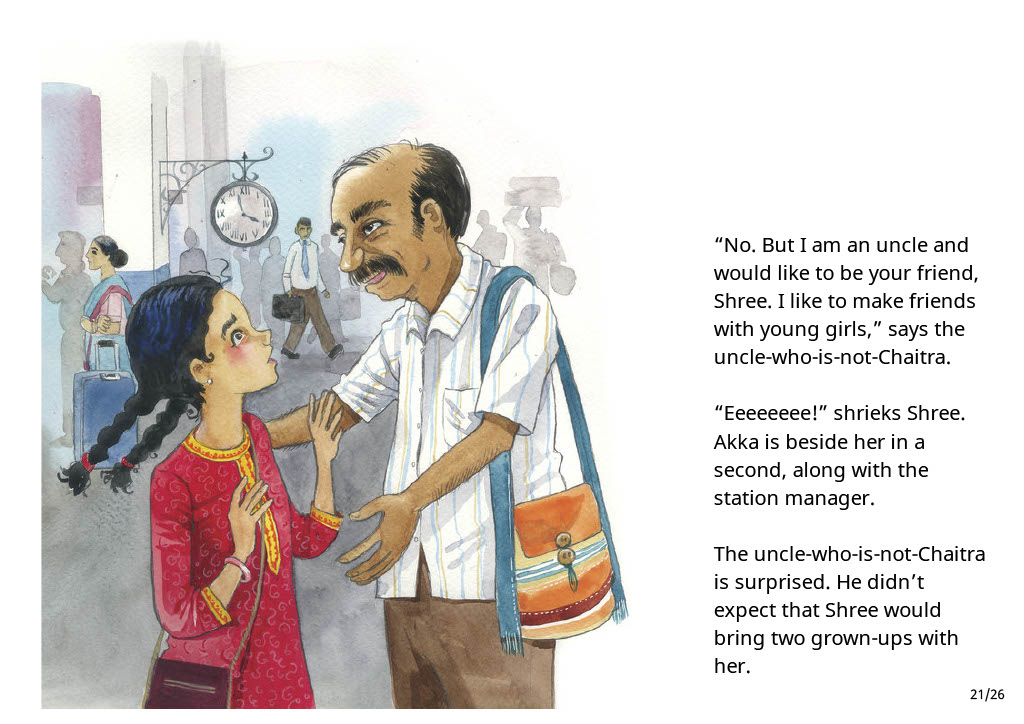 “No. But I am an uncle and
would like to be your friend,
Shree. I like to make friends
with young girls,” says the
uncle-who-is-not-Chaitra.
“Eeeeeeee!” shrieks Shree.
Akka is beside her in a
second, along with the
station manager.
The uncle-who-is-not-Chaitra
is surprised. He didn’t
expect that Shree would
bring two grown-ups with
her.
21/26